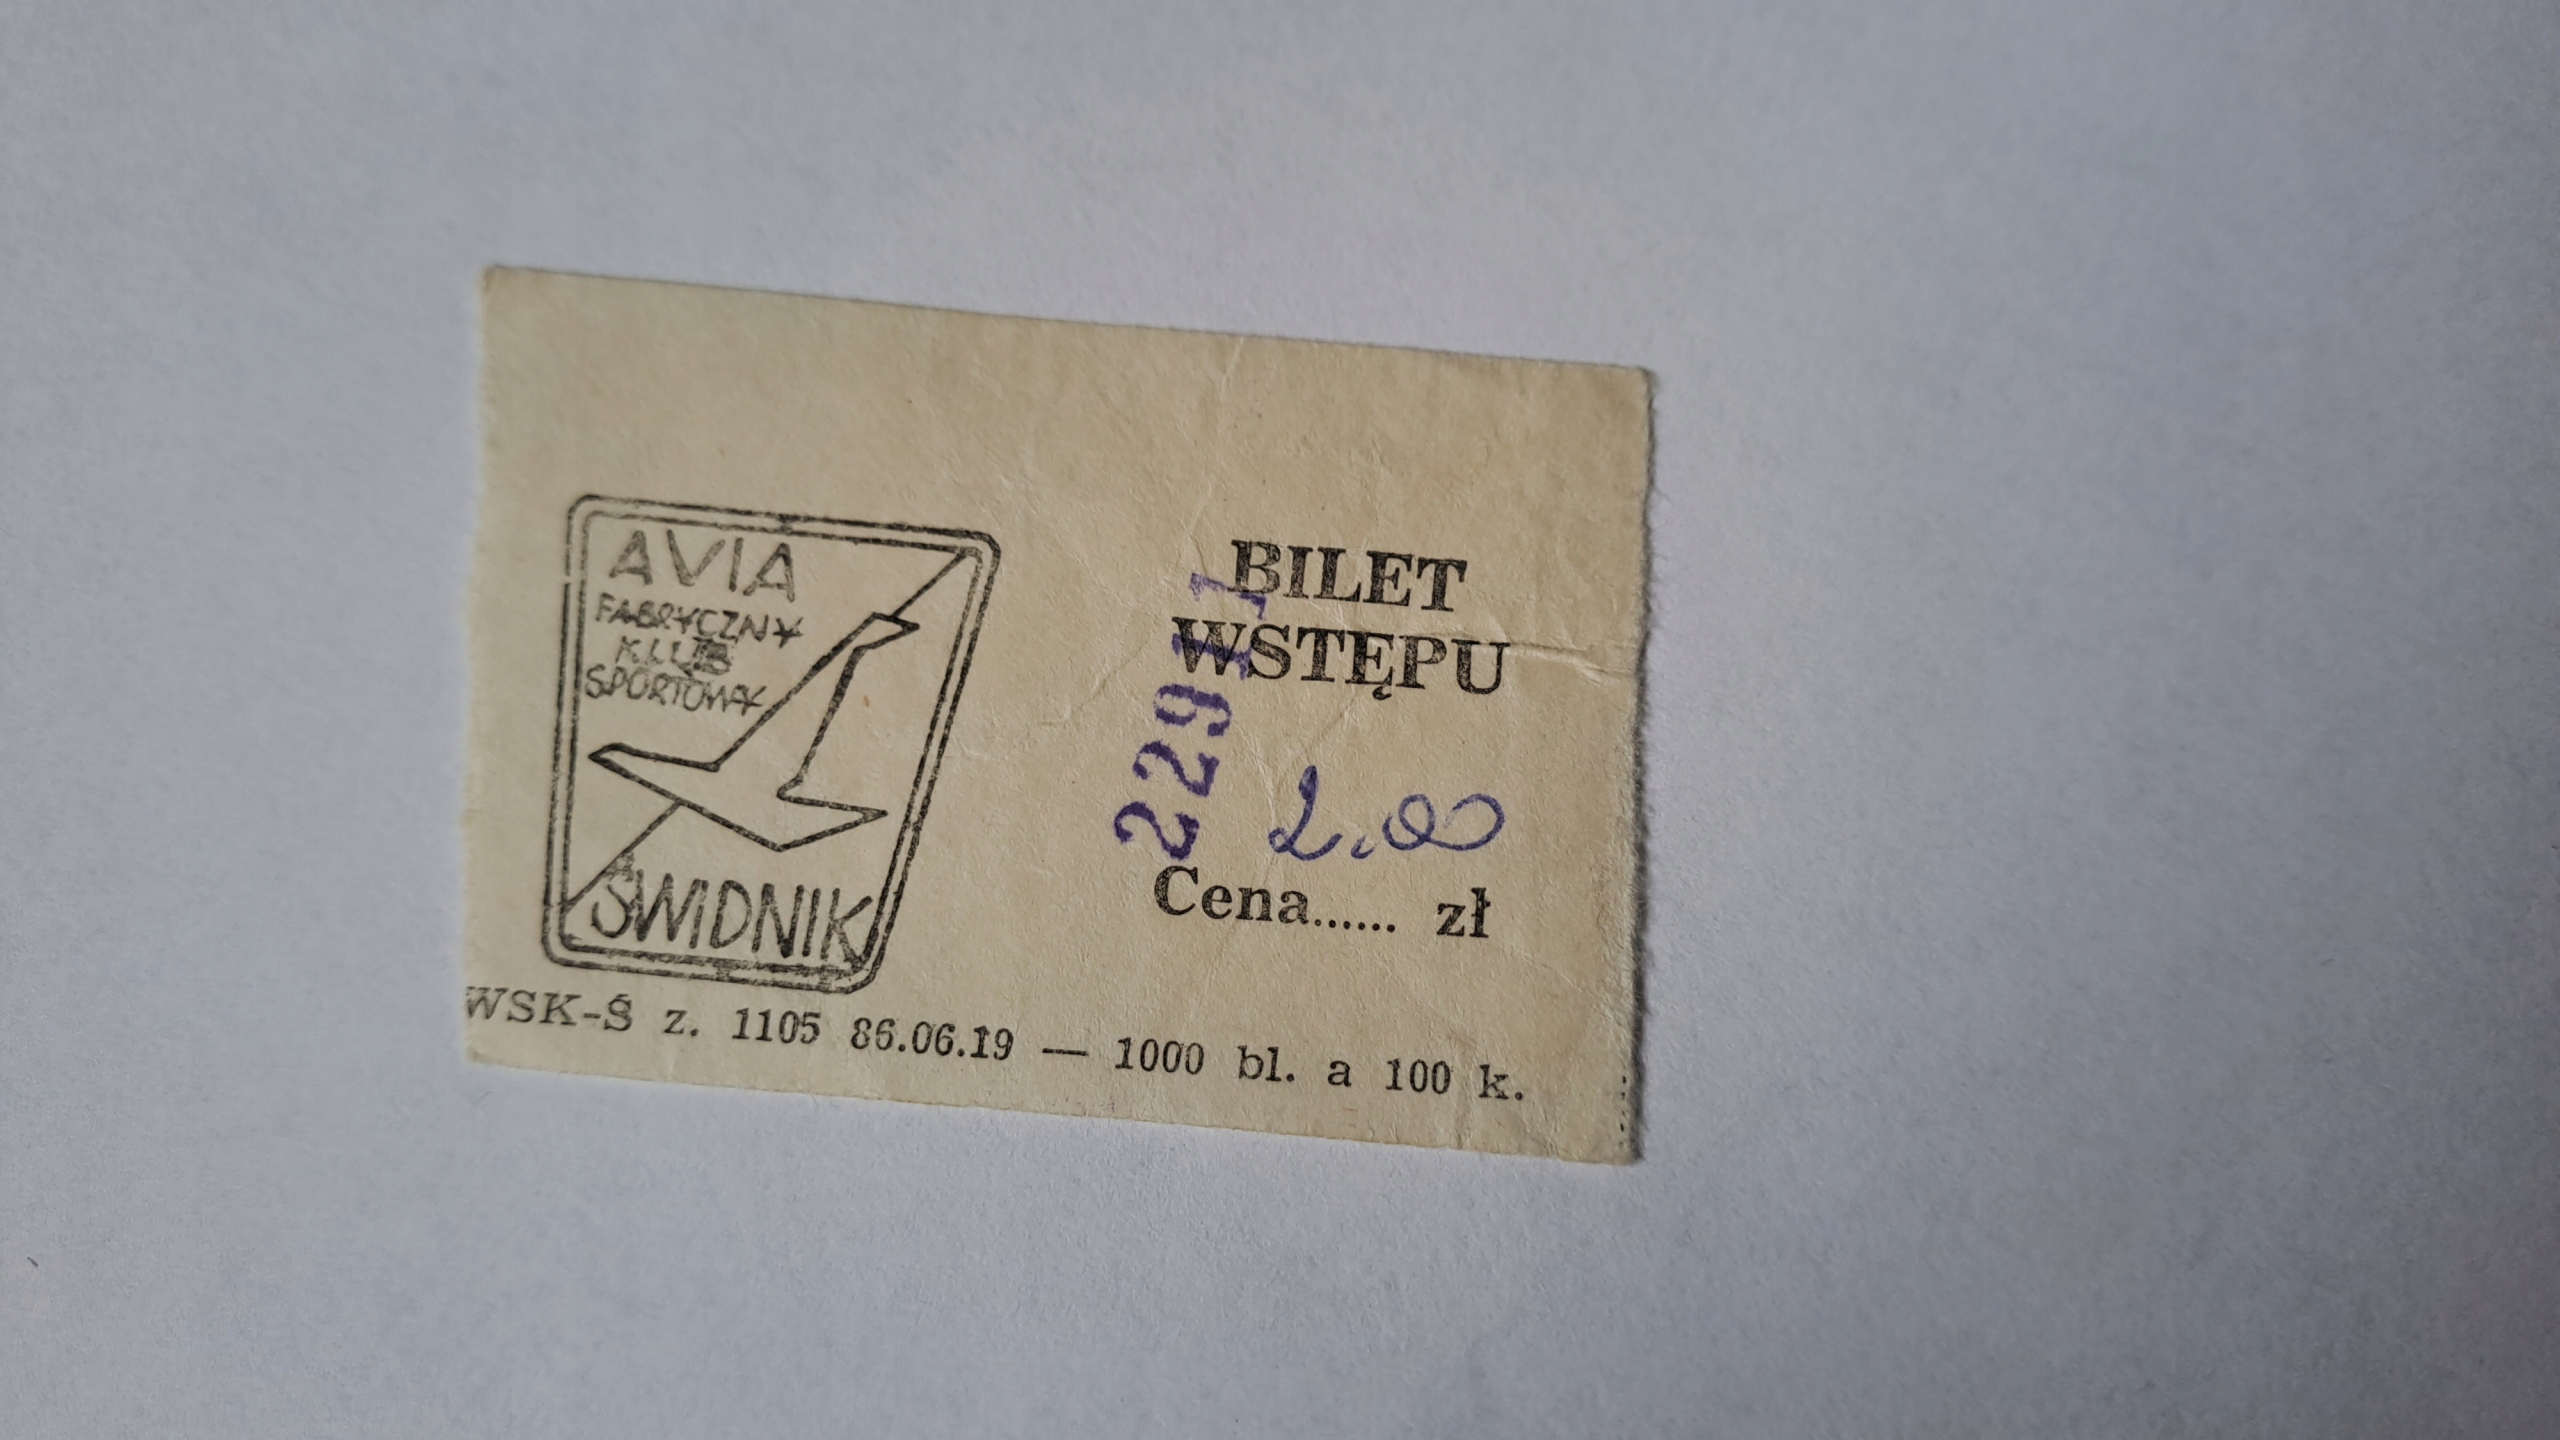 AVIA
FABRYCZNY
KLUB
SPORTOWY
ŚWIDNIK
BILET
WSTĘPU
22911
2.00
Cena...... zł
WSK-Ś z. 1105 86.06.19 — 1000 bl. a 100 k.